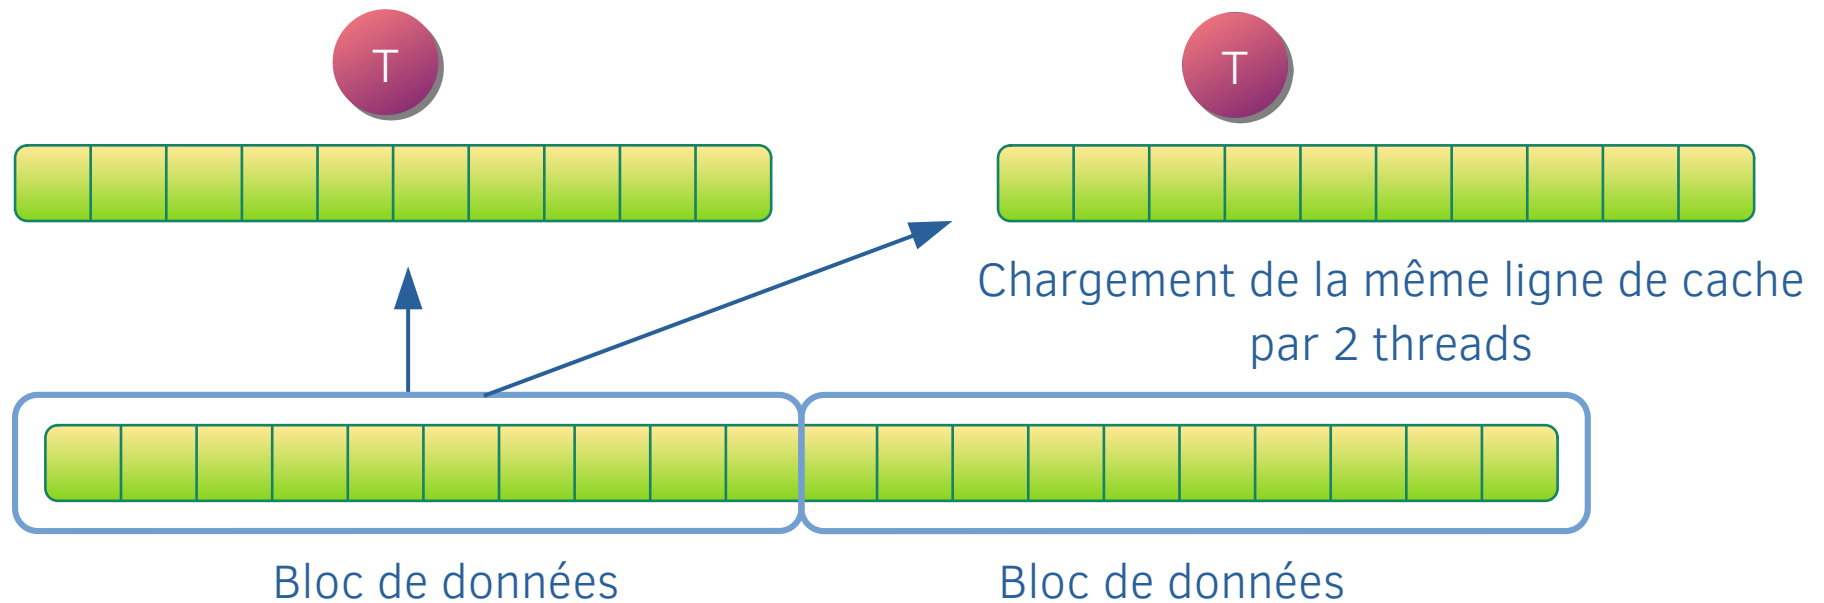 T
T
Chargement de la même ligne de cache
par 2 threads
Bloc de données
Bloc de données